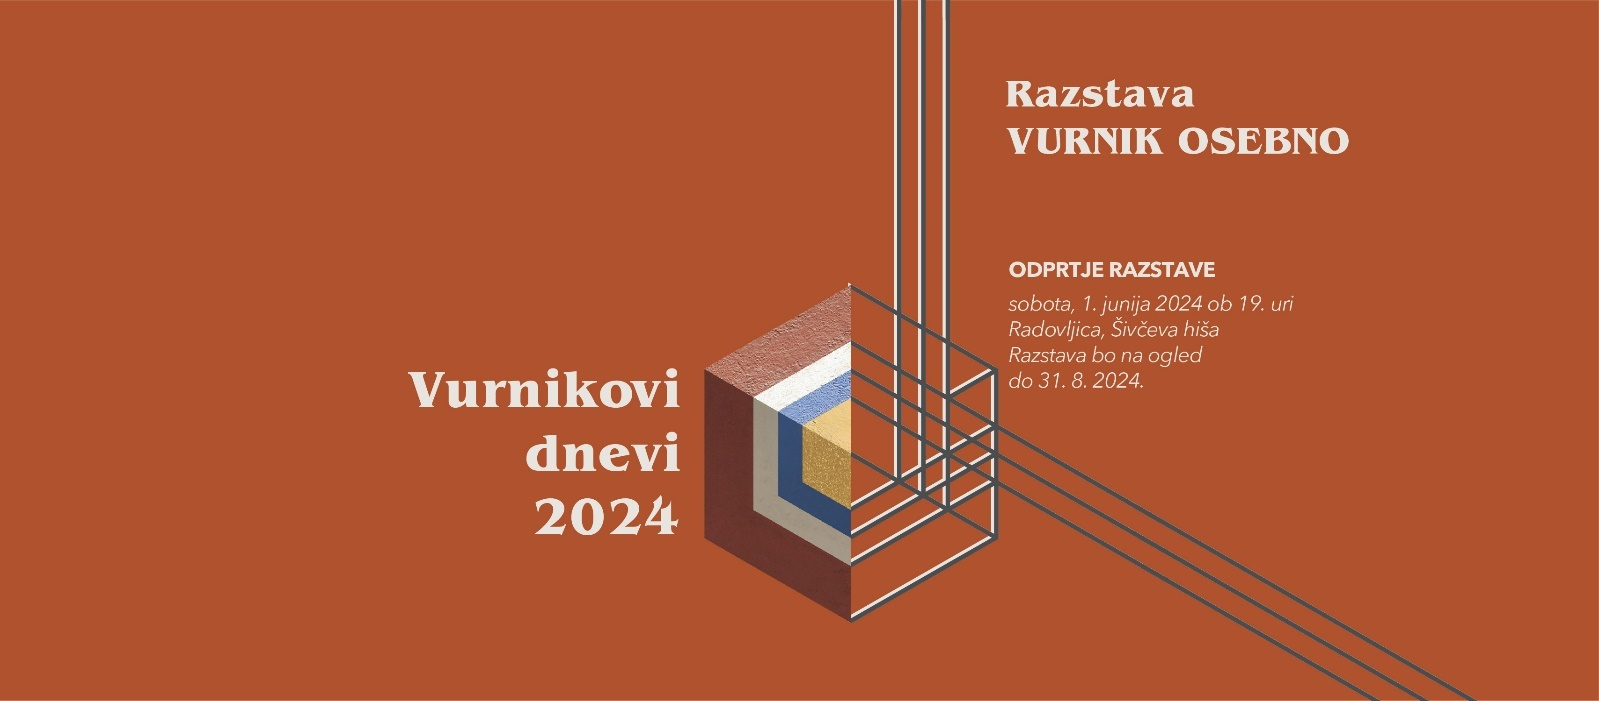 Razstava
VURNIK OSEBNO
ODPRTJE RAZSTAVE
sobota, 1. junija 2024 ob 19. uri
Radovljica, Šivčeva hiša
Razstava bo na ogled
do 31. 8. 2024.
Vurnikovi
dnevi
2024